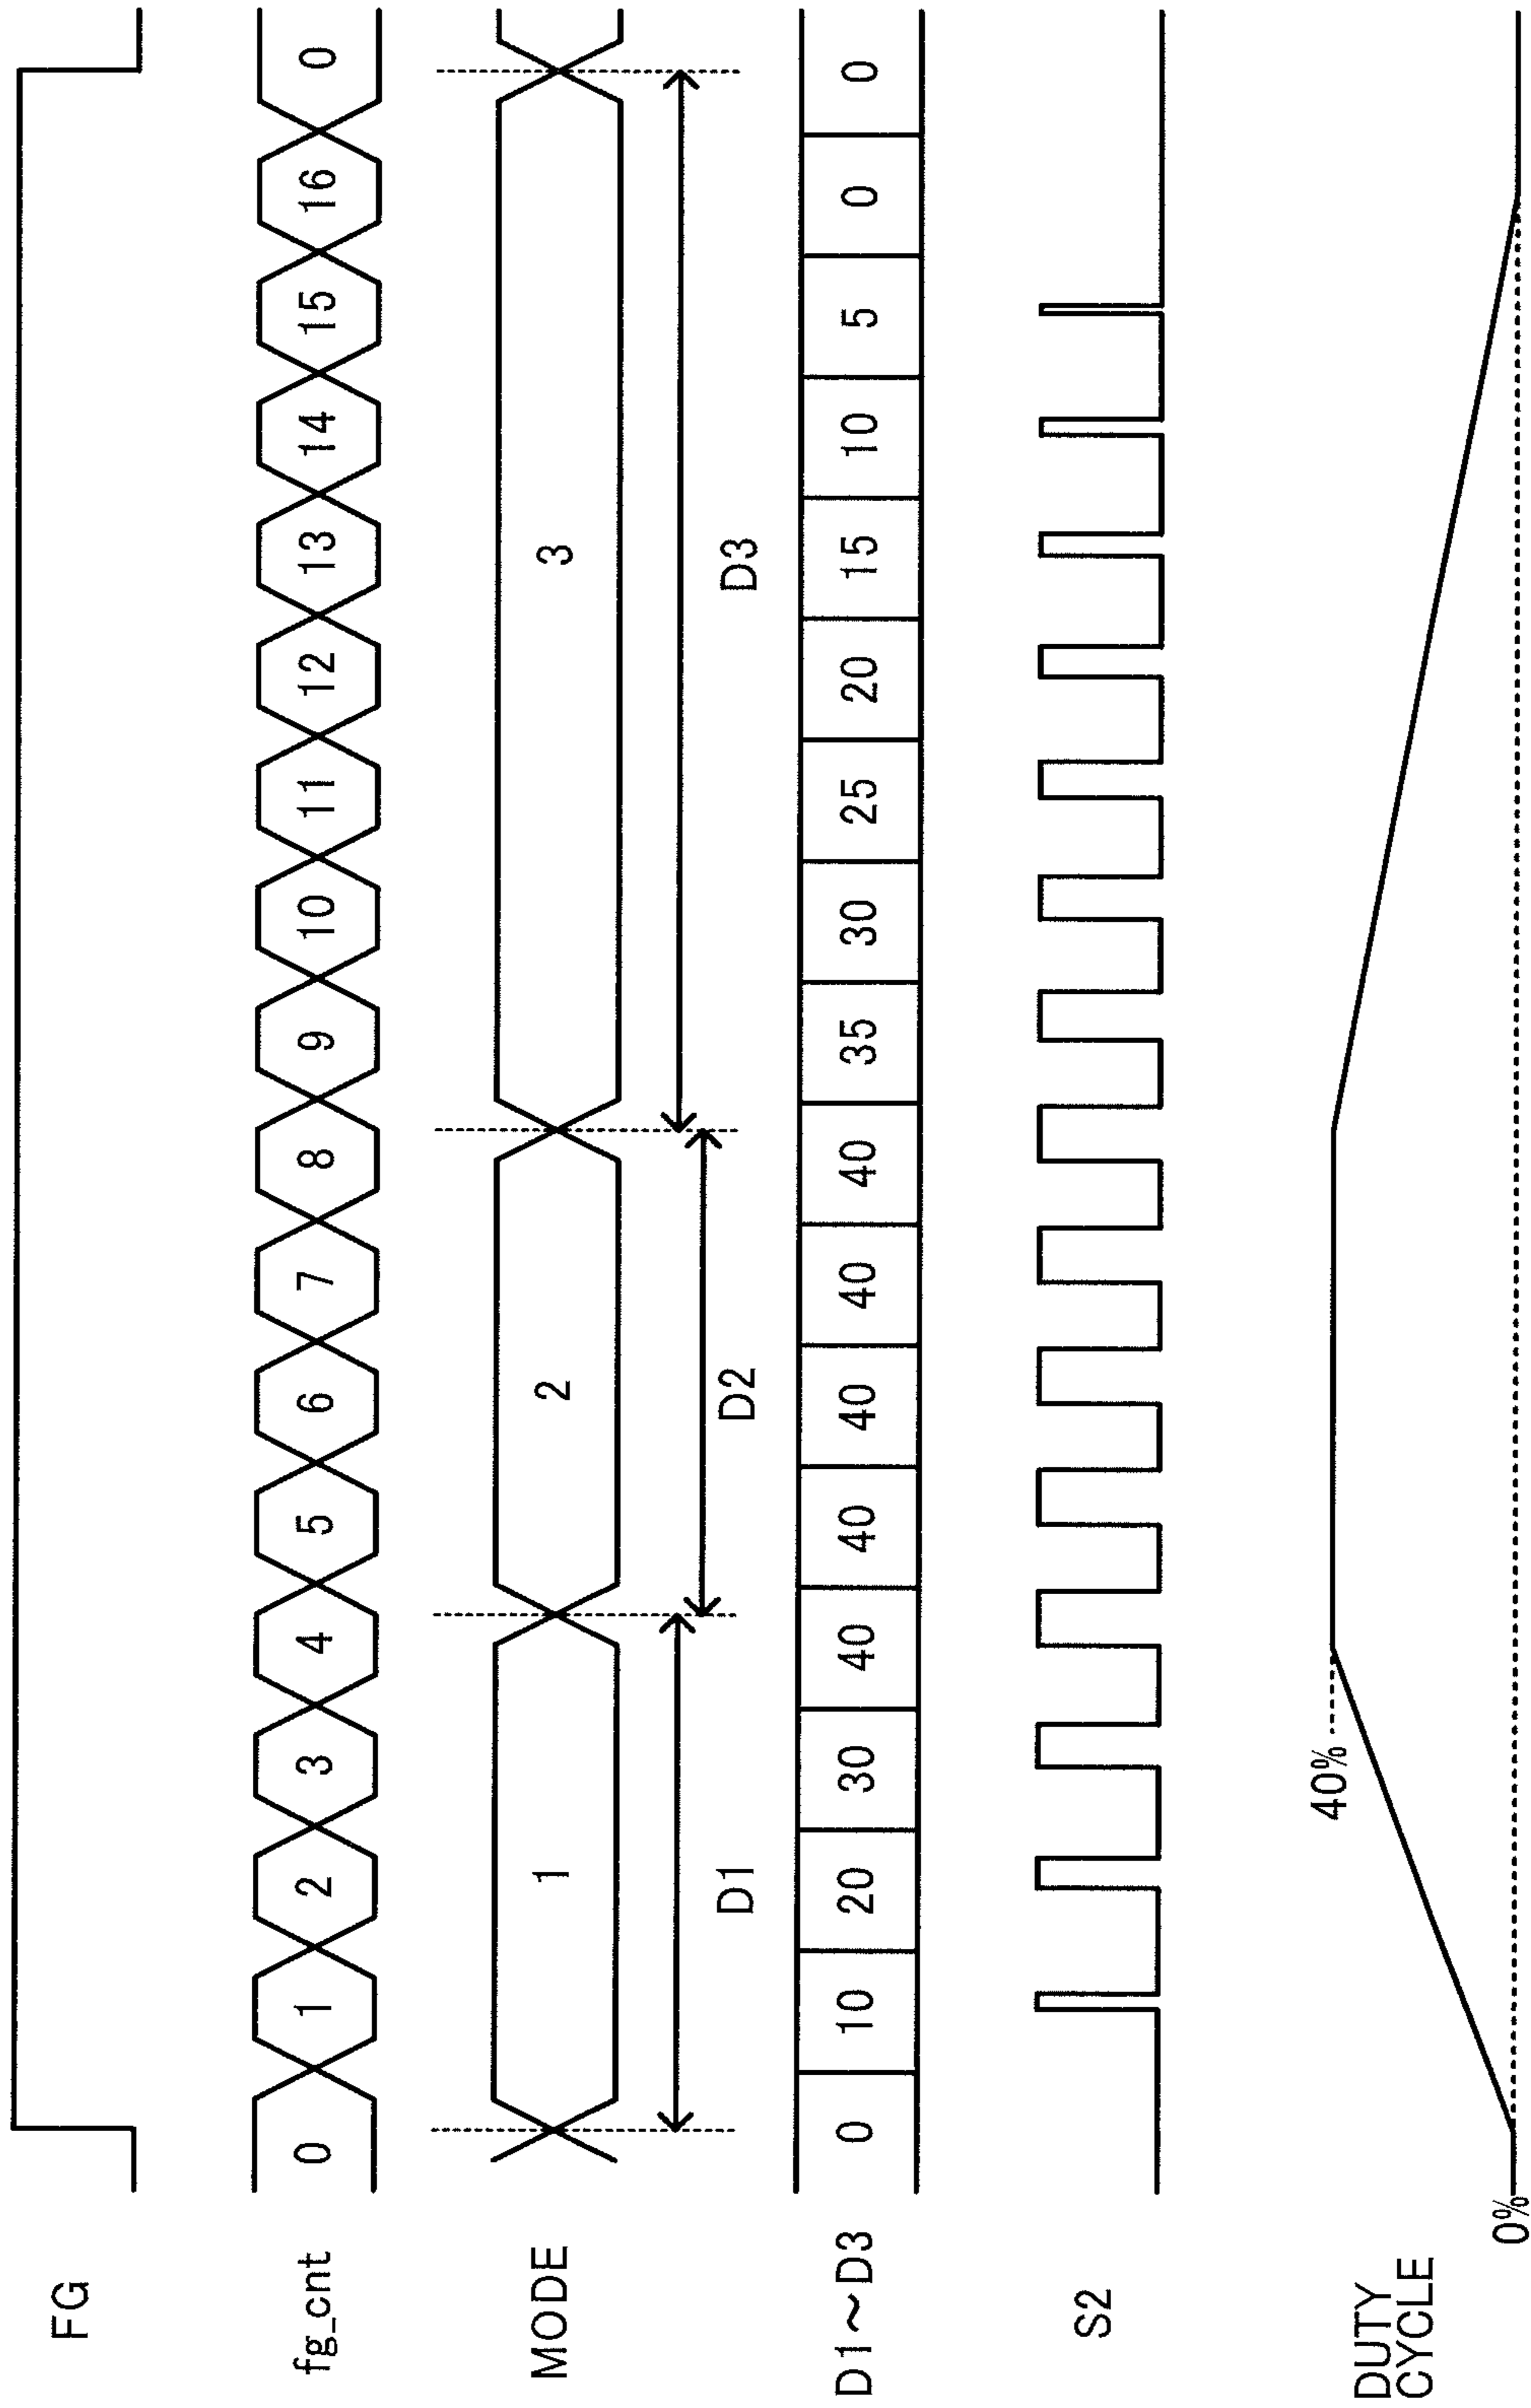 FG
fg_cnt
0 1 2 3 4 5 6 7 8 9 10 11 12 13 14 15 16 0
MODE
1 2 3
D1 D2 D3
D1～D3
0 10 20 30 40 40 40 40 40 35 30 25 20 15 10 5 0 0
S2
DUTY
CYCLE
40%
0%